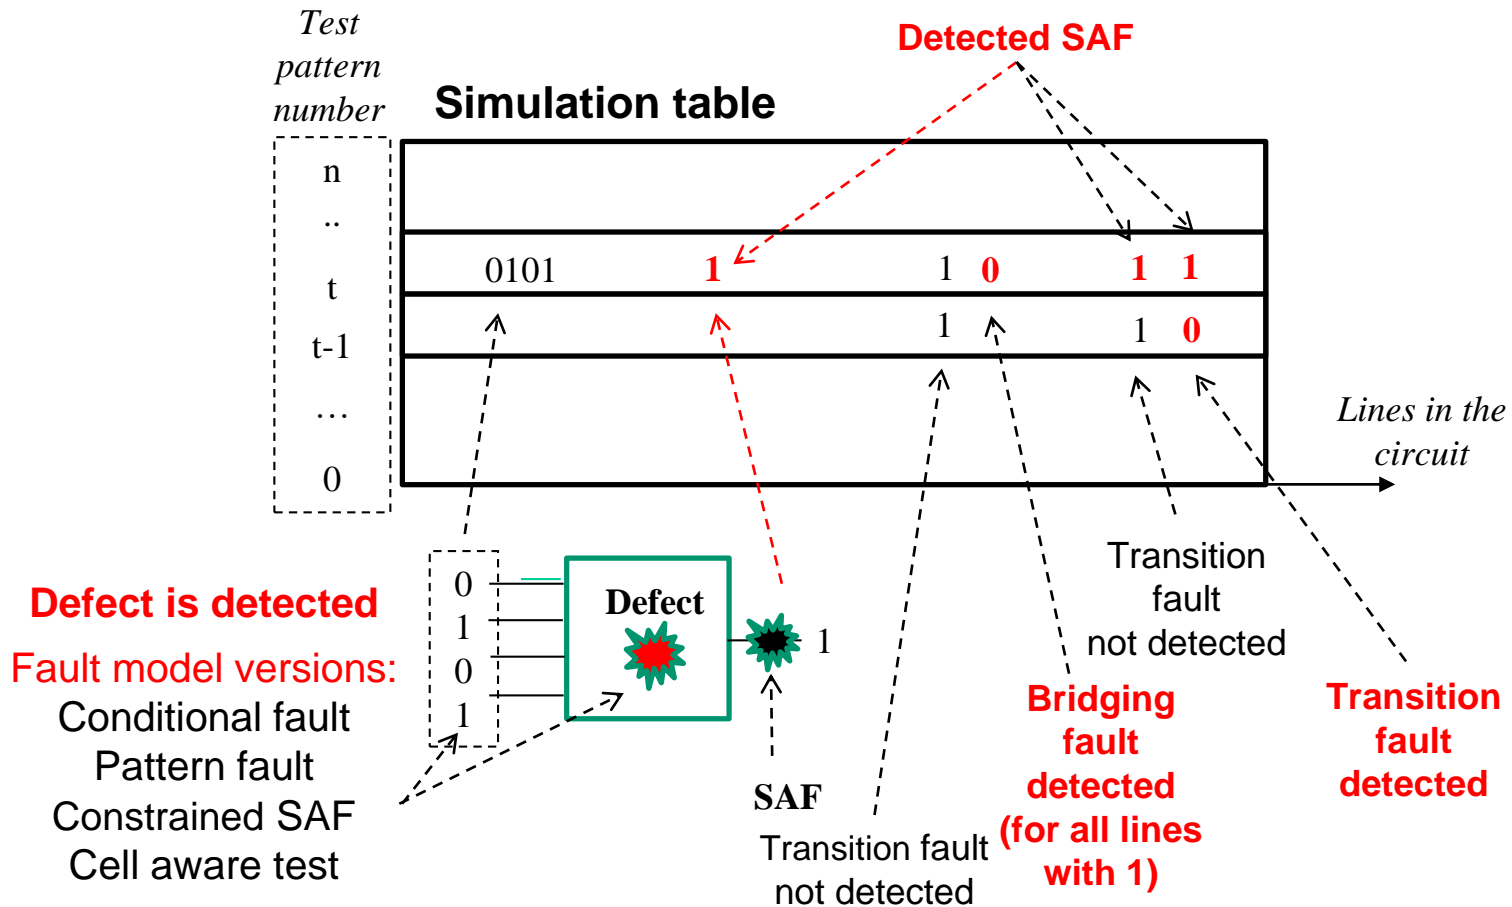 Test
pattern
number
Detected SAF
Simulation table
n
..
t
t-1
…
0
0101
1
1 0
1 1
1
1 0
Lines in the
circuit
Defect is detected
Fault model versions:
Conditional fault
Pattern fault
Constrained SAF
Cell aware test
0
1
0
1
Defect
1
SAF
Transition fault
not detected
Bridging
fault
detected
(for all lines
with 1)
Transition
fault
not detected
Transition
fault
detected